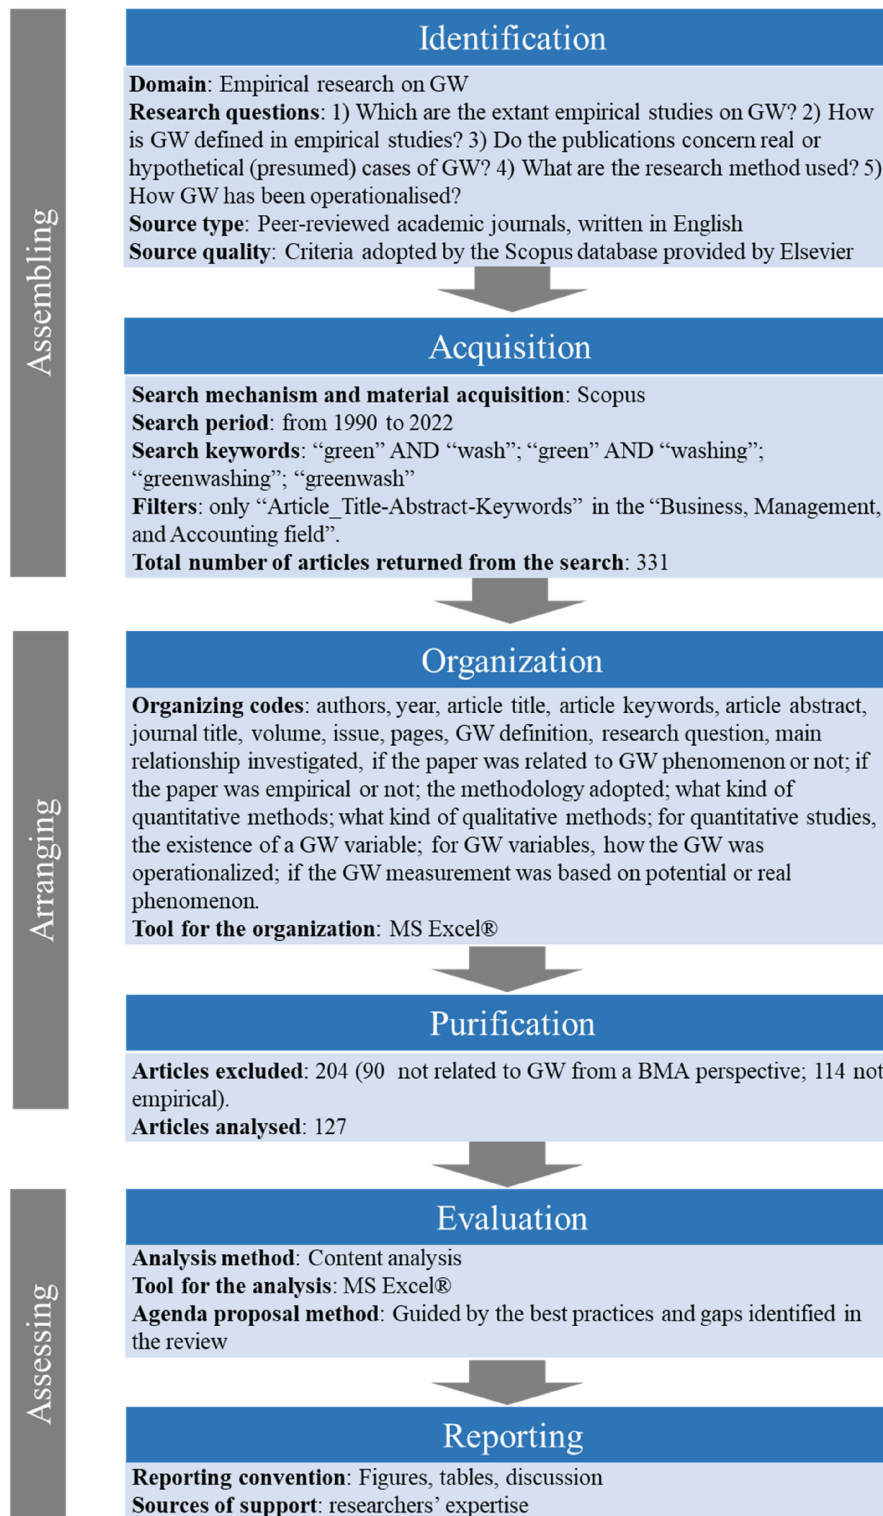 Assembling
Identification
Domain: Empirical research on GW
Research questions: 1) Which are the extant empirical studies on GW? 2) How
is GW defined in empirical studies? 3) Do the publications concern real or
hypothetical (presumed) cases of GW? 4) What are the research method used? 5)
How GW has been operationalised?
Source type: Peer-reviewed academic journals, written in English
Source quality: Criteria adopted by the Scopus database provided by Elsevier
Acquisition
Search mechanism and material acquisition: Scopus
Search period: from 1990 to 2022
Search keywords: “green” AND “wash”; “green” AND “washing”;
“greenwashing”; “greenwash”
Filters: only “Article_Title-Abstract-Keywords” in the “Business, Management,
and Accounting field”.
Total number of articles returned from the search: 331
Arranging
Organization
Organizing codes: authors, year, article title, article keywords, article abstract,
journal title, volume, issue, pages, GW definition, research question, main
relationship investigated, if the paper was related to GW phenomenon or not; if
the paper was empirical or not; the methodology adopted; what kind of
quantitative methods; what kind of qualitative methods; for quantitative studies,
the existence of a GW variable; for GW variables, how the GW was
operationalized; if the GW measurement was based on potential or real
phenomenon.
Tool for the organization: MS Excel®
Purification
Articles excluded: 204 (90 not related to GW from a BMA perspective; 114 not
empirical).
Articles analysed: 127
Assessing
Evaluation
Analysis method: Content analysis
Tool for the analysis: MS Excel®
Agenda proposal method: Guided by the best practices and gaps identified in
the review
Reporting
Reporting convention: Figures, tables, discussion
Sources of support: researchers’ expertise